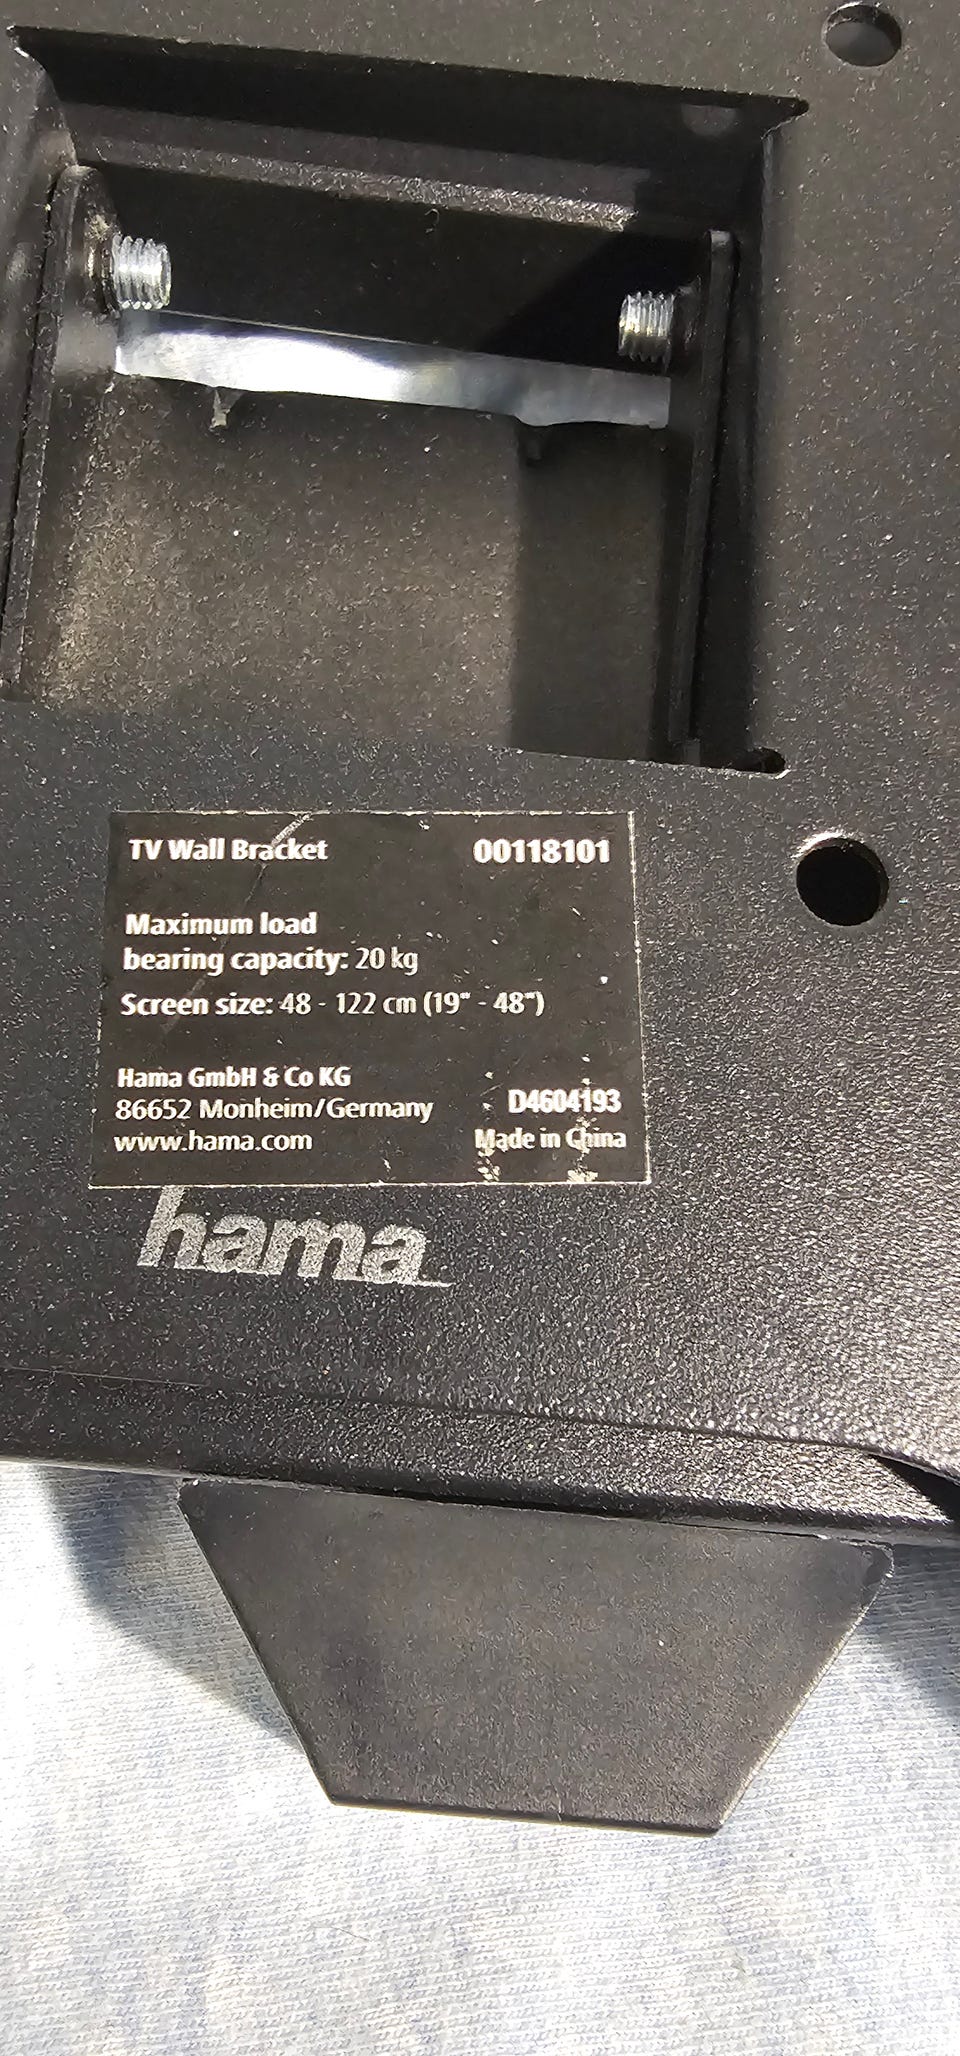 TV Wall Bracket 00118101
Maximum load
bearing capacity: 20 kg
Screen size: 48 - 122 cm (19" - 48")
Hama GmbH & Co KG
86652 Monheim/Germany D4604193
www.hama.com Made in China
hama